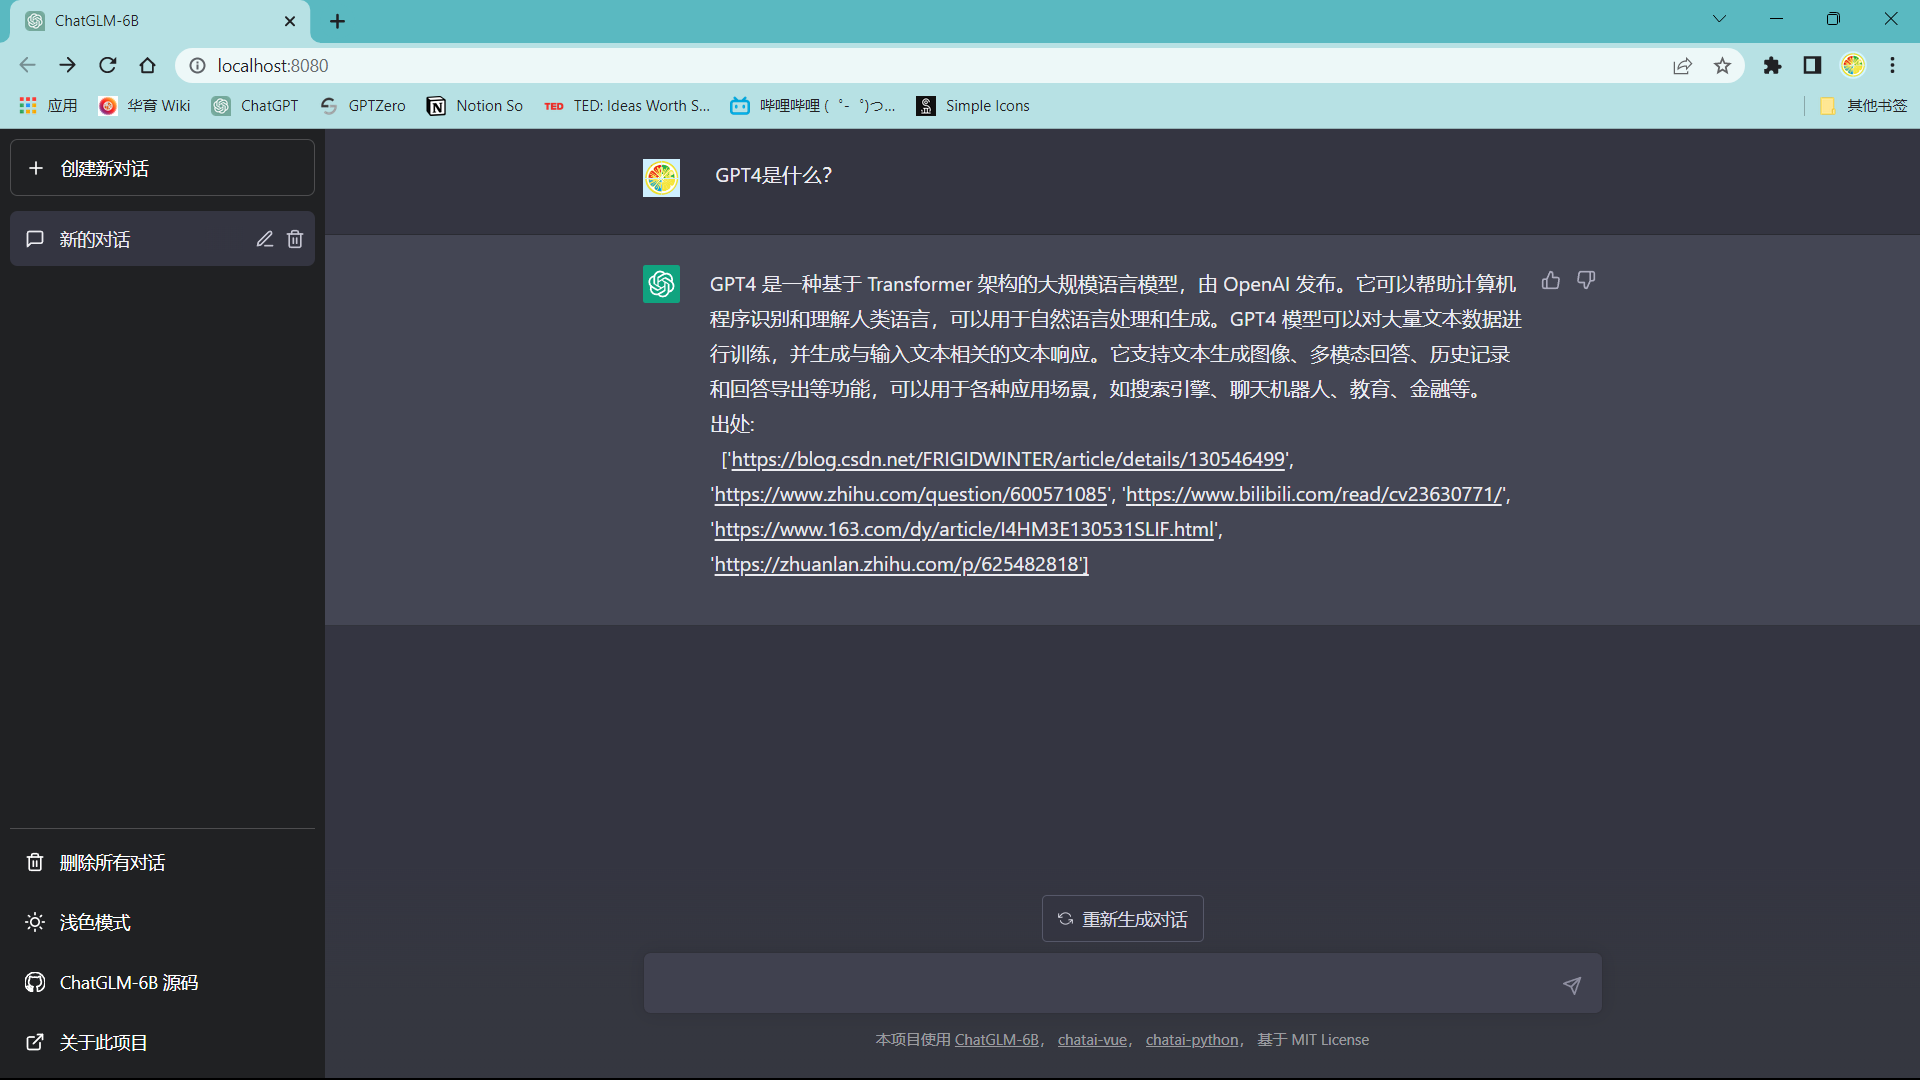 ChatGLM-6B
localhost:8080
应用
华育 Wiki
ChatGPT
GPTZero
Notion So
TED
TED: Ideas Worth S...
哔哩哔哩 ( ゜- ゜)つ...
Simple Icons
其他书签
创建新对话
新的对话
删除所有对话
浅色模式
ChatGLM-6B 源码
关于此项目
GPT4是什么?
GPT4 是一种基于 Transformer 架构的大规模语言模型，由 OpenAI 发布。它可以帮助计算机
程序识别和理解人类语言，可以用于自然语言处理和生成。GPT4 模型可以对大量文本数据进
行训练，并生成与输入文本相关的文本响应。它支持文本生成图像、多模态回答、历史记录
和回答导出等功能，可以用于各种应用场景，如搜索引擎、聊天机器人、教育、金融等。
出处:
['https://blog.csdn.net/FRIGIDWINTER/article/details/130546499',
'https://www.zhihu.com/question/600571085', 'https://www.bilibili.com/read/cv23630771/',
'https://www.163.com/dy/article/I4HM3E130531SLIF.html',
'https://zhuanlan.zhihu.com/p/625482818']
重新生成对话
本项目使用 ChatGLM-6B， chatai-vue， chatai-python， 基于 MIT License